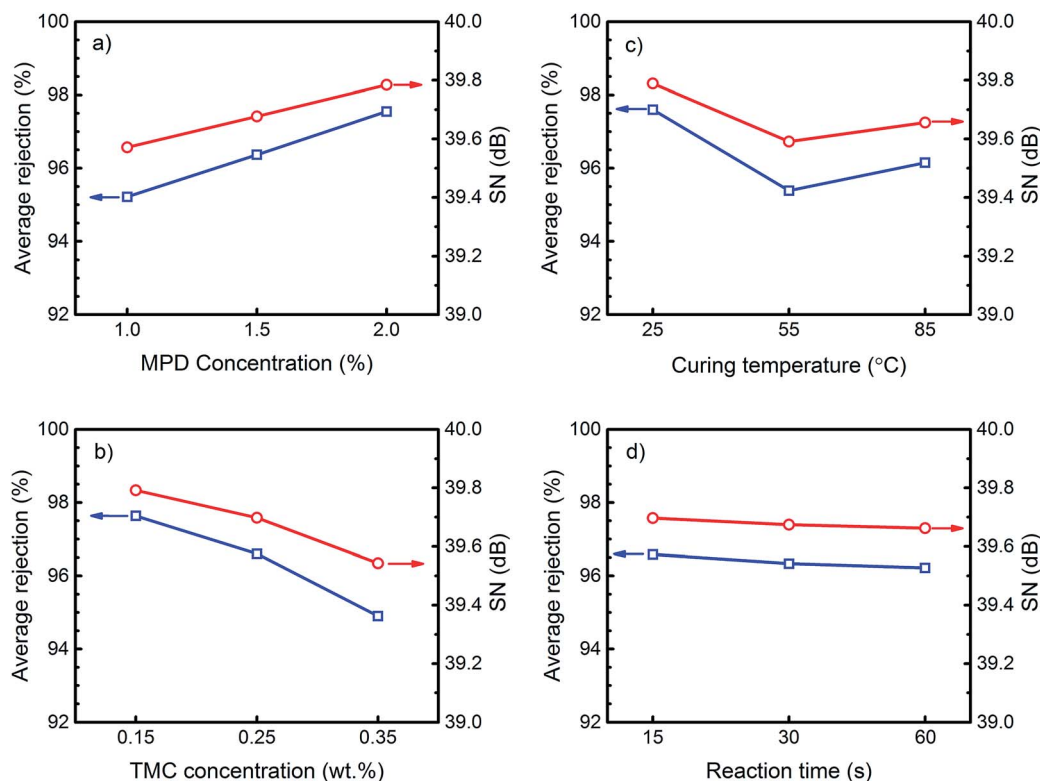 a)
Average rejection (%)
100
98
96
94
92
SN (dB)
40.0
39.8
39.6
39.4
39.2
39.0
1.0 1.5 2.0
MPD Concentration (%)
c)
Average rejection (%)
100
98
96
94
92
SN (dB)
40.0
39.8
39.6
39.4
39.2
39.0
25 55 85
Curing temperature (°C)
b)
Average rejection (%)
100
98
96
94
92
SN (dB)
40.0
39.8
39.6
39.4
39.2
39.0
0.15 0.25 0.35
TMC concentration (wt.%)
d)
Average rejection (%)
100
98
96
94
92
SN (dB)
40.0
39.8
39.6
39.4
39.2
39.0
15 30 60
Reaction time (s)